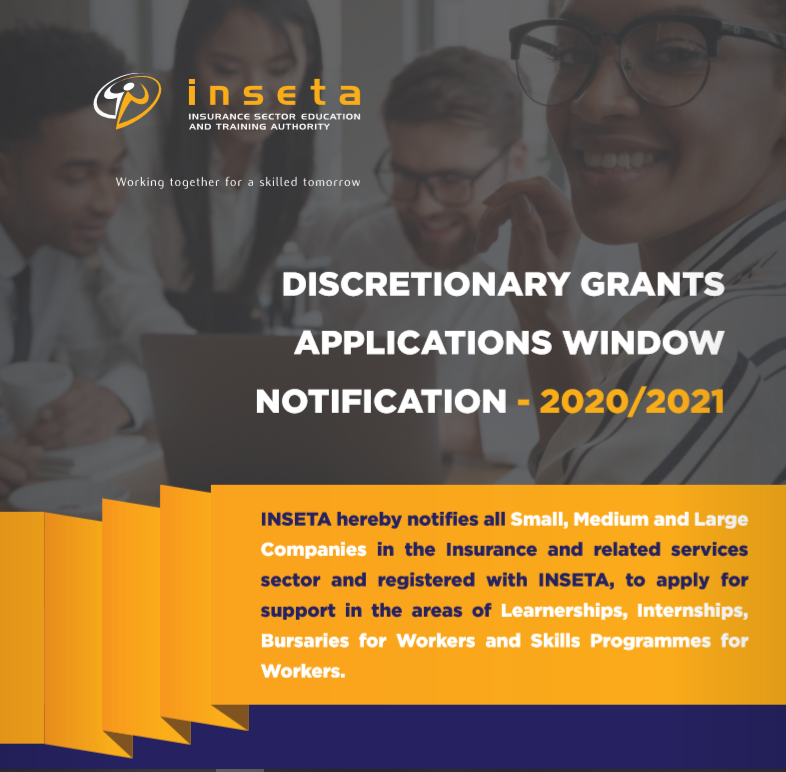 inseta
INSURANCE SECTOR EDUCATION
AND TRAINING AUTHORITY
Working together for a skilled tomorrow
DISCRETIONARY GRANTS
APPLICATIONS WINDOW
NOTIFICATION - 2020/2021
INSETA hereby notifies all Small, Medium and Large
Companies in the Insurance and related services
sector and registered with INSETA, to apply for
support in the areas of Learnerships, Internships,
Bursaries for Workers and Skills Programmes for
Workers.